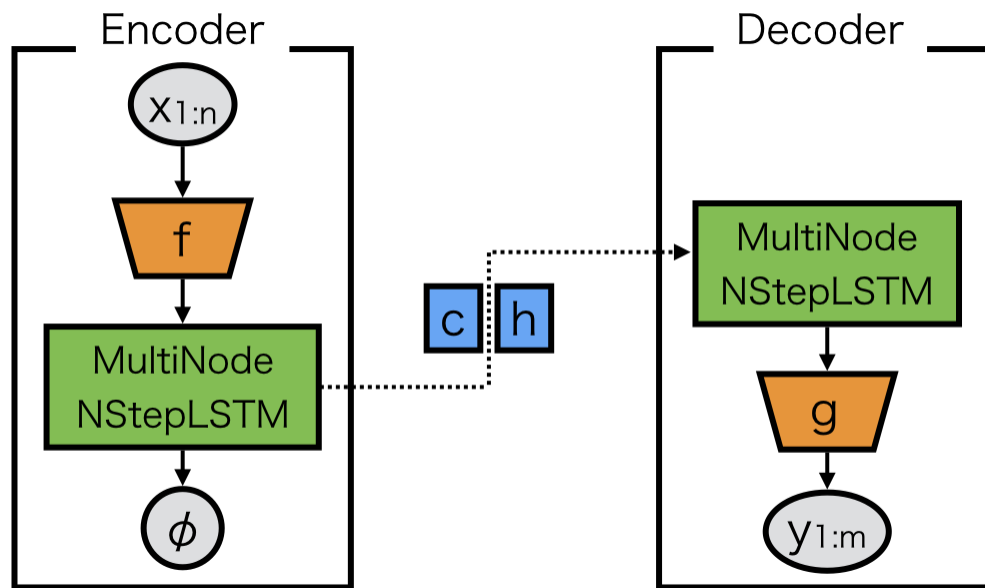 Encoder
x1:n
f
MultiNode
NStepLSTM
ϕ
c
h
Decoder
MultiNode
NStepLSTM
g
y1:m